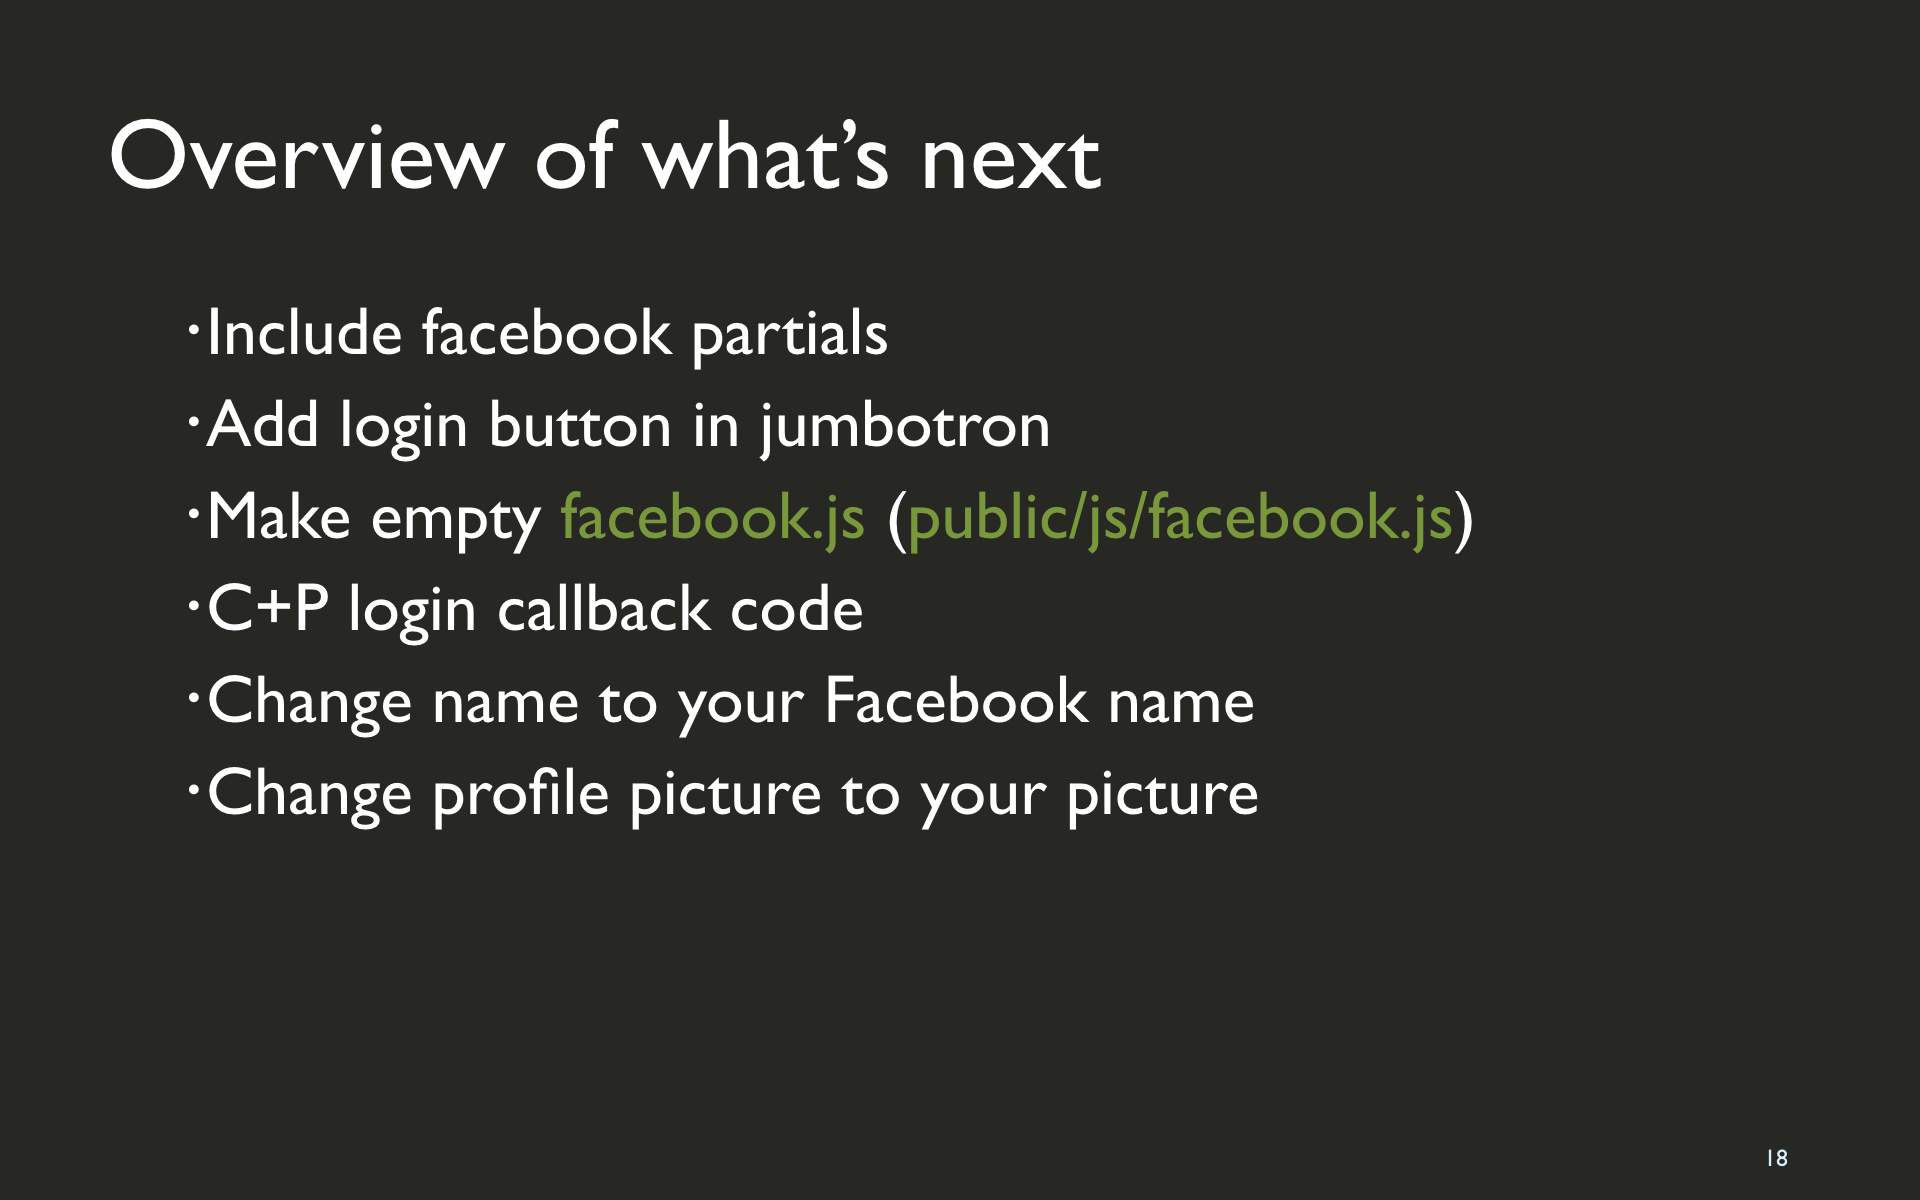 Overview of what’s next
•Include facebook partials
•Add login button in jumbotron
•Make empty facebook.js (public/js/facebook.js)
•C+P login callback code
•Change name to your Facebook name
•Change profile picture to your picture
18